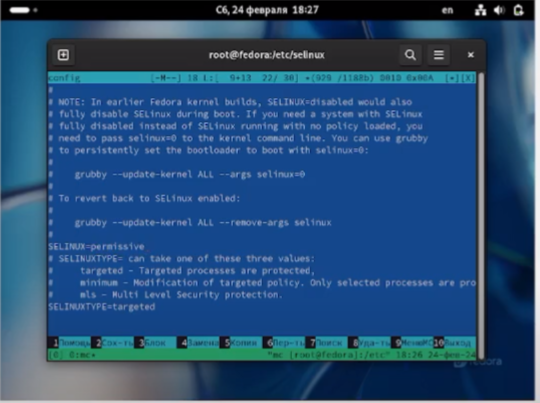 Сб, 24 февраля 18:27
en
root@fedora:/etc/selinux
config [-M--] 18 L:[ 9+13 22/ 30] *(929 /1188b) 0010 0x00A [*][X]
#
# NOTE: In earlier Fedora kernel builds, SELINUX=disabled would also
# fully disable SELinux during boot. If you need a system with SELinux
# fully disabled instead of SELinux running with no policy loaded, you
# need to pass selinux=0 to the kernel command line. You can use grubby
# to persistently set the bootloader to boot with selinux=0:
#
# grubby --update-kernel ALL --args selinux=0
#
# To revert back to SELinux enabled:
#
# grubby --update-kernel ALL --remove-args selinux
#
SELINUX=permissive
# SELINUXTYPE= can take one of these three values:
# targeted - Targeted processes are protected,
# minimum - Modification of targeted policy. Only selected processes are pro
# mls - Multi Level Security protection.
SELINUXTYPE=targeted
1Помощь 2Сох-ть 3Блок 4Замена 5Копия 6Пер-ть 7Поиск 8Уда-ть 9МенюMC 10Выход
[0] 0:mc* "mc [root@fedora]:/etc" 18:26 24-фев-24
fedora